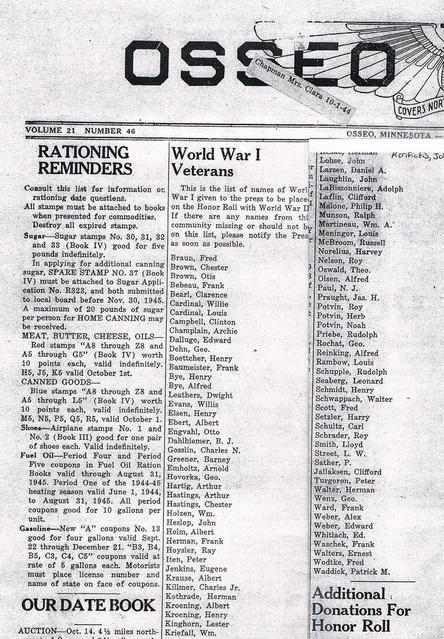 OSSEO
Chapman Mrs. Clara 10-1-44
COVERS NOR
VOLUME 21 NUMBER 46
OSSEO, MINNESOTA
RATIONING
REMINDERS
Consult this list for information on
rationing date questions.
All stamps must be attached to books
when presented for commodities.
Destroy all expired stamps.
Sugar—Sugar stamps No. 30, 31, 32
and 33 (Book IV) good for five
pounds indefinitely.
In applying for additional canning
sugar, SPARE STAMP NO. 37 (Book
IV) must be attached to Sugar Appli-
cation No. R323, and both submitted
to local board before Nov. 30, 1945.
A maximum of 20 pounds of sugar
per person for HOME CANNING may
be received.
MEAT, BUTTER, CHEESE, OILS—
Red stamps "A8 through Z8 and
A5 through G5" (Book IV) worth
10 points each, valid indefinitely.
H5, J5, K5 valid October 1st.
CANNED GOODS—
Blue stamps "A8 through Z8 and
A5 through L5" (Book IV) worth
10 points each, valid indefinitely.
M5, N5, P5, Q5, R5, valid October 1.
Shoes—Airplane stamps No. 1 and
No. 2 (Book III) good for one pair
of shoes each. Valid indefinitely.
Fuel Oil—Period Four and Period
Five coupons in Fuel Oil Ration
Books valid through August 31,
1945. Period One of the 1944-45
heating season valid June 1, 1944,
to August 31, 1945. All period
coupons good for 10 gallons per
unit.
Gasoline—New "A" coupons No. 13
good for four gallons valid Sept.
22 through December 21. "B3, B4,
B5, C3, C4, C5" coupons valid at
rate of 5 gallons each. Motorists
must place license number and
name of state on face of coupons.
OUR DATE BOOK
AUCTION—Oct. 14. 4½ miles north-
World War I
Veterans
This is the list of names of World
War I given to the press to be placed
on the Honor Roll with World War II
If there are any names from this
community missing or should not be
on this list, please notify the Press
as soon as possible.
Braun, Fred
Brown, Chester
Brown, Otis
Bebeau, Frank
Bearl, Clarence
Cardinal, Willie
Cardinal, Louis
Campbell, Clinton
Champlain, Archie
Dalluge, Edward
Dehn, Geo.
Boettcher, Henry
Baumeister, Frank
Bye, Henry
Bye, Alfred
Leathers, Dwight
Evans, Willis
Elsen, Henry
Ebert, Albert
Engvahl, Otto
Dahlhiemer, B. J.
Gosslin, Charles N.
Greener, Barney
Emholtz, Arnold
Hovorka, Geo.
Hartig, Arthur
Hastings, Arthur
Hastings, Chester
Holsen, Wm.
Heslop, John
Holm, Albert
Herman, Frank
Hoysler, Ray
Iten, Peter
Jenkins, Eugene
Krause, Albert
Killmer, Charles Jr.
Kothrade, Herman
Kroening, Albert
Kroening, Henry
Kinghorn, Lester
Kriefall, Wm.
Lohse, John
Larsen, Daniel A.
Laughlin, John
LaBissonniere, Adolph
Laflin, Clifford
Malone, Philip H.
Munson, Ralph
Martineau, Wm. A.
Meningor, Louis
McBroom, Russell
Norelius, Harvey
Nelson, Roy
Oswald, Theo.
Olsen, Alfred
Paul, N. J.
Praught, Jas. H.
Potvin, Roy
Potvin, Herb
Potvin, Noah
Priebe, Rudolph
Rochat, Geo.
Reinking, Alfred
Rambow, Louis
Schupple, Rudolph
Seaberg, Leonard
Schmidt, Henry
Schwappach, Walter
Scott, Fred
Setzler, Harry
Schultz, Carl
Schrader, Roy
Smith, Lloyd
Street, L. W.
Sather, P.
Jallaksen, Clifford
Turgeron, Peter
Walter, Herman
Wenz, Geo.
Ward, Frank
Weber, Alex
Weber, Edward
Whitlach, Ed.
Waschek, Frank
Walters, Ernest
Wodtke, Fred
Waddick, Patrick M.
Additional
Donations For
Honor Roll